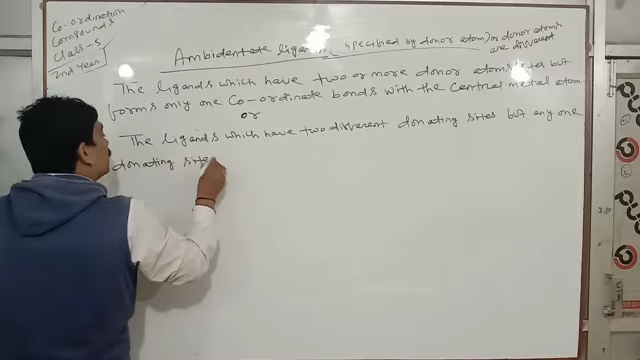 Co-ordination
Compounds
Class-5
2nd Year
Ambidentate ligan (specified by donor atom) or donor atoms
are different
The ligands which have two or more donor atoms/sites but
forms only one Co-ordinate bonds with the Central metal atom.
or
The ligands which have two different donating sites but any one
donating site